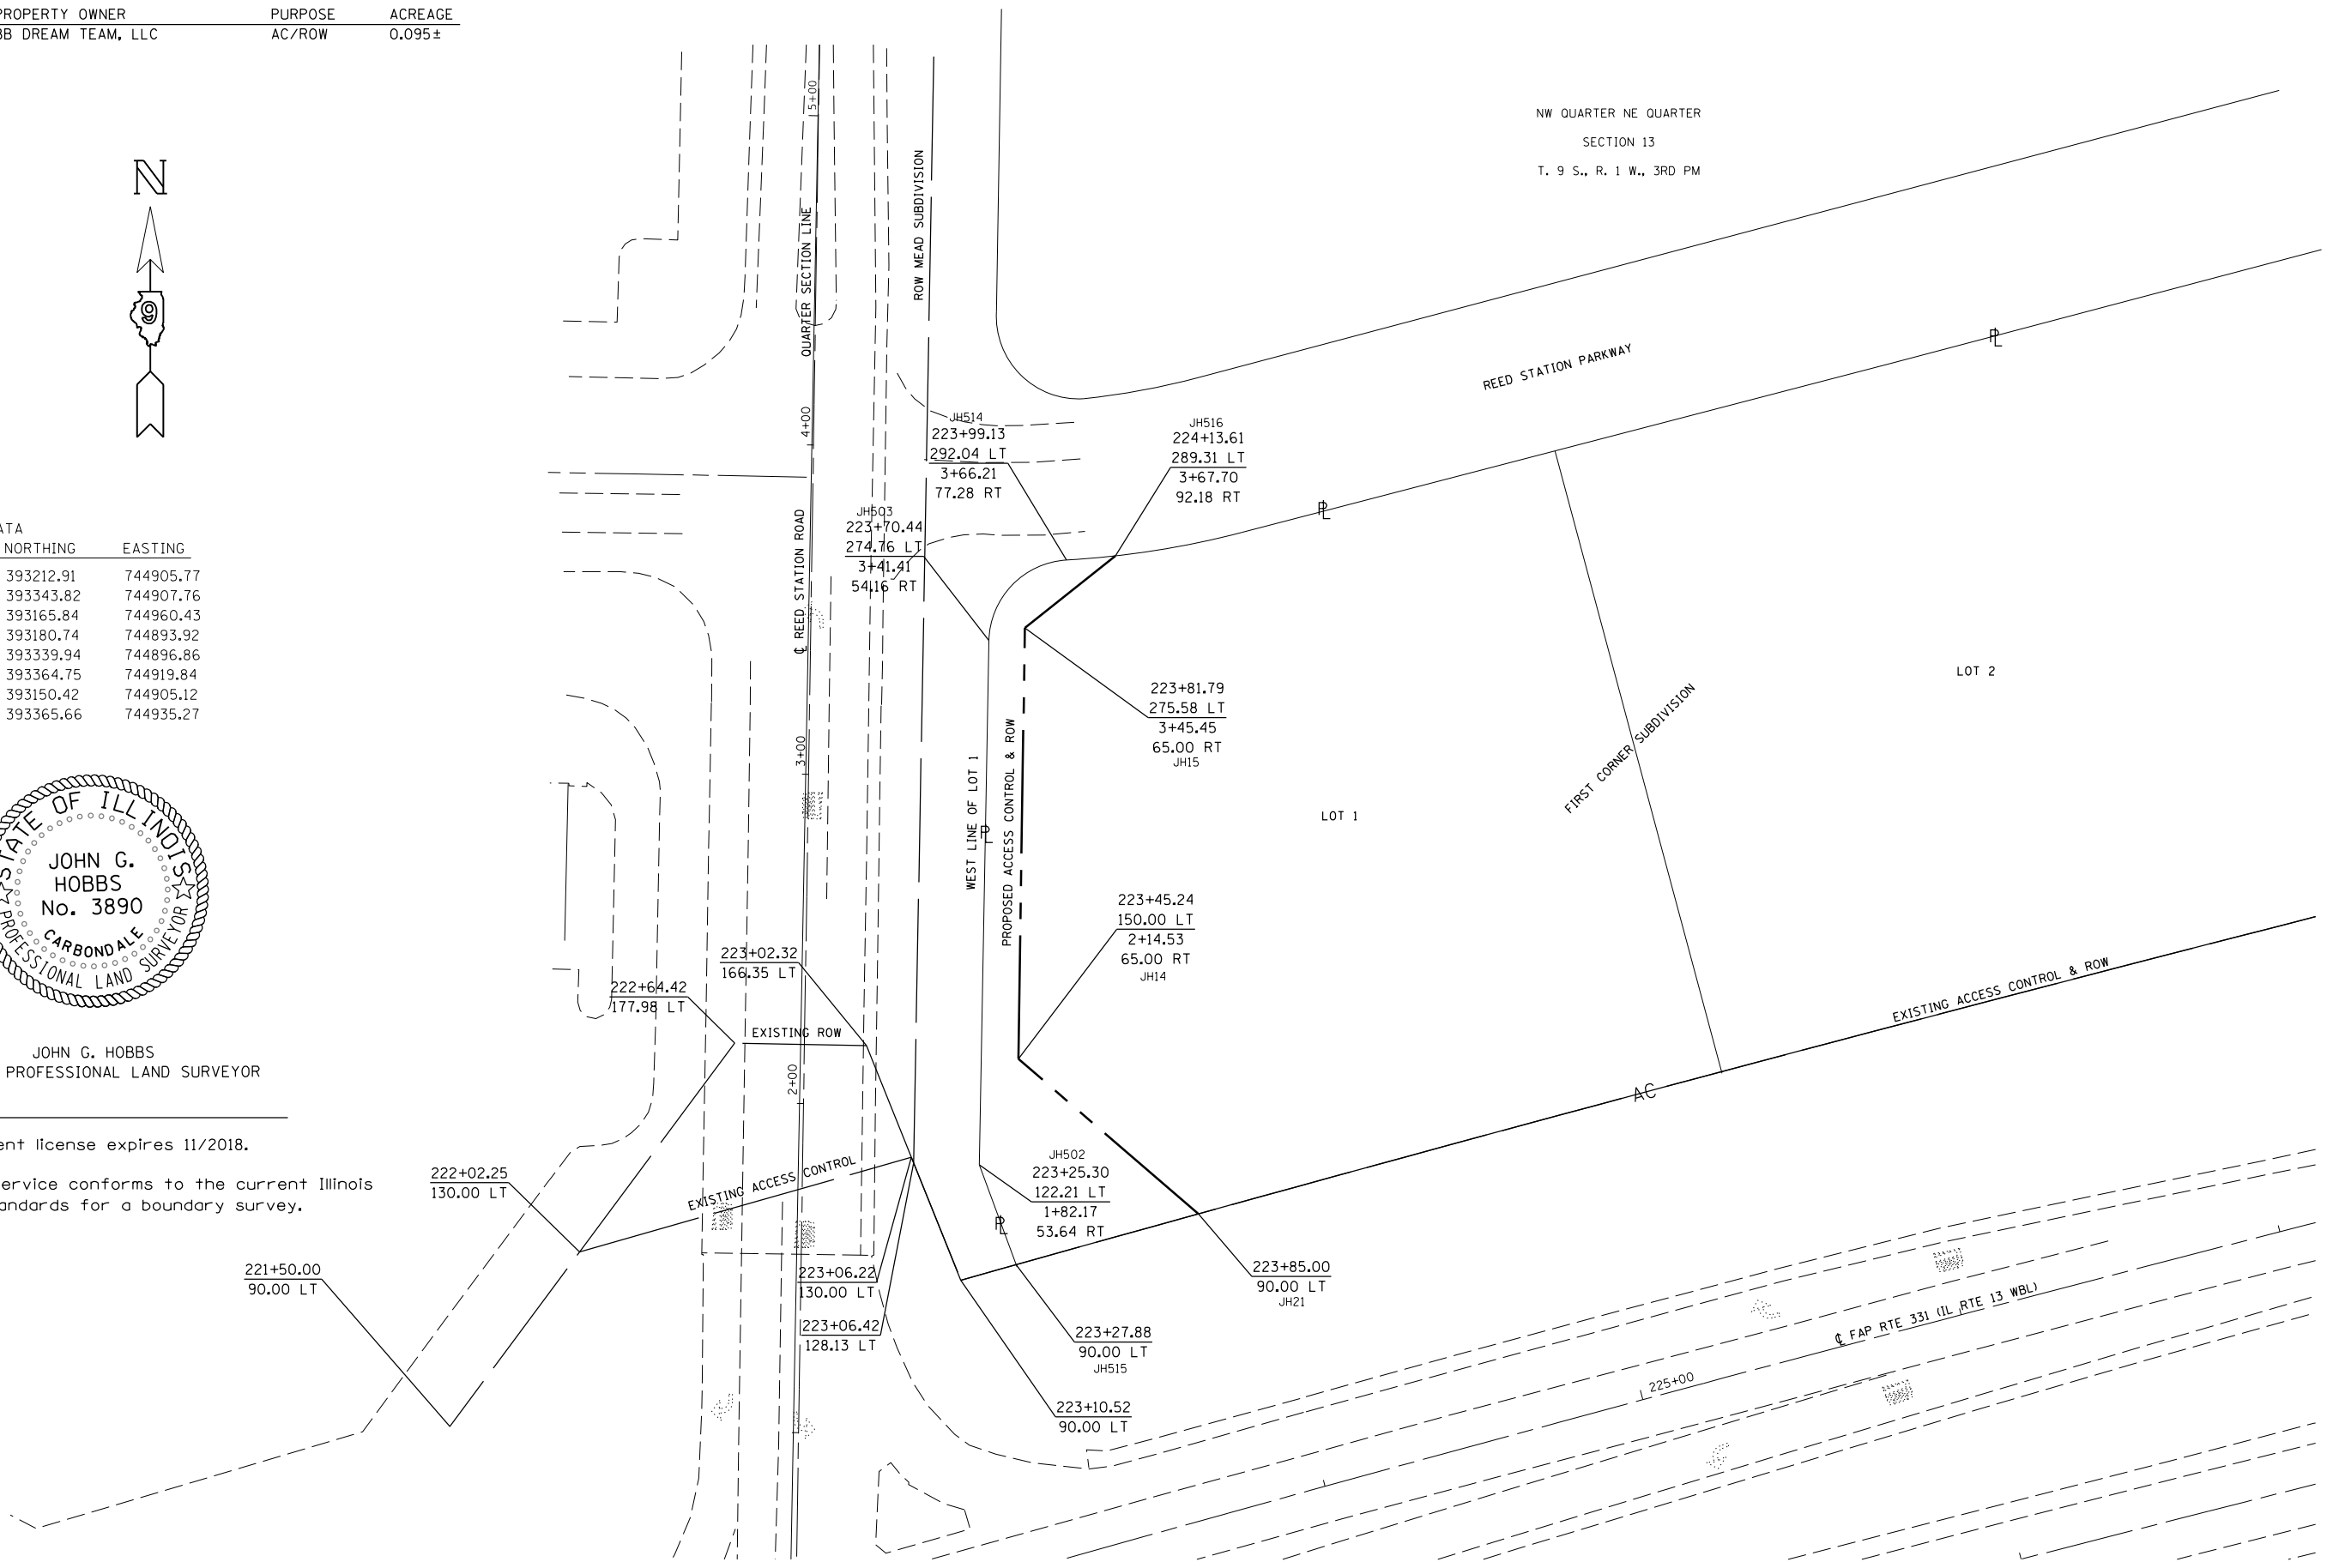 PROPERTY OWNER PURPOSE ACREAGE
BB DREAM TEAM, LLC AC/ROW 0.095±
N
9
ATA
NORTHING EASTING
393212.91 744905.77
393343.82 744907.76
393165.84 744960.43
393180.74 744893.92
393339.94 744896.86
393364.75 744919.84
393150.42 744905.12
393365.66 744935.27
STATE OF ILLINOIS
JOHN G.
HOBBS
No. 3890
CARBONDALE
PROFESSIONAL LAND SURVEYOR
JOHN G. HOBBS
PROFESSIONAL LAND SURVEYOR
ent license expires 11/2018.
ervice conforms to the current Illinois
andards for a boundary survey.
5+00
QUARTER SECTION LINE
ROW MEAD SUBDIVISION
4+00
℄ REED STATION ROAD
3+00
2+00
NW QUARTER NE QUARTER
SECTION 13
T. 9 S., R. 1 W., 3RD PM
REED STATION PARKWAY
PL
PL
JH514
223+99.13
292.04 LT
3+66.21
77.28 RT
JH516
224+13.61
289.31 LT
3+67.70
92.18 RT
JH503
223+70.44
274.76 LT
3+41.41
54.16 RT
223+81.79
275.58 LT
3+45.45
65.00 RT
JH15
WEST LINE OF LOT 1
PL
PROPOSED ACCESS CONTROL & ROW
LOT 1
FIRST CORNER SUBDIVISION
LOT 2
223+45.24
150.00 LT
2+14.53
65.00 RT
JH14
223+02.32
166.35 LT
222+64.42
177.98 LT
EXISTING ROW
EXISTING ACCESS CONTROL & ROW
AC
EXISTING ACCESS CONTROL
222+02.25
130.00 LT
JH502
223+25.30
122.21 LT
1+82.17
53.64 RT
PL
221+50.00
90.00 LT
223+06.22
130.00 LT
223+06.42
128.13 LT
223+85.00
90.00 LT
JH21
223+27.88
90.00 LT
JH515
223+10.52
90.00 LT
℄ FAP RTE 331 (IL RTE 13 WBL)
225+00